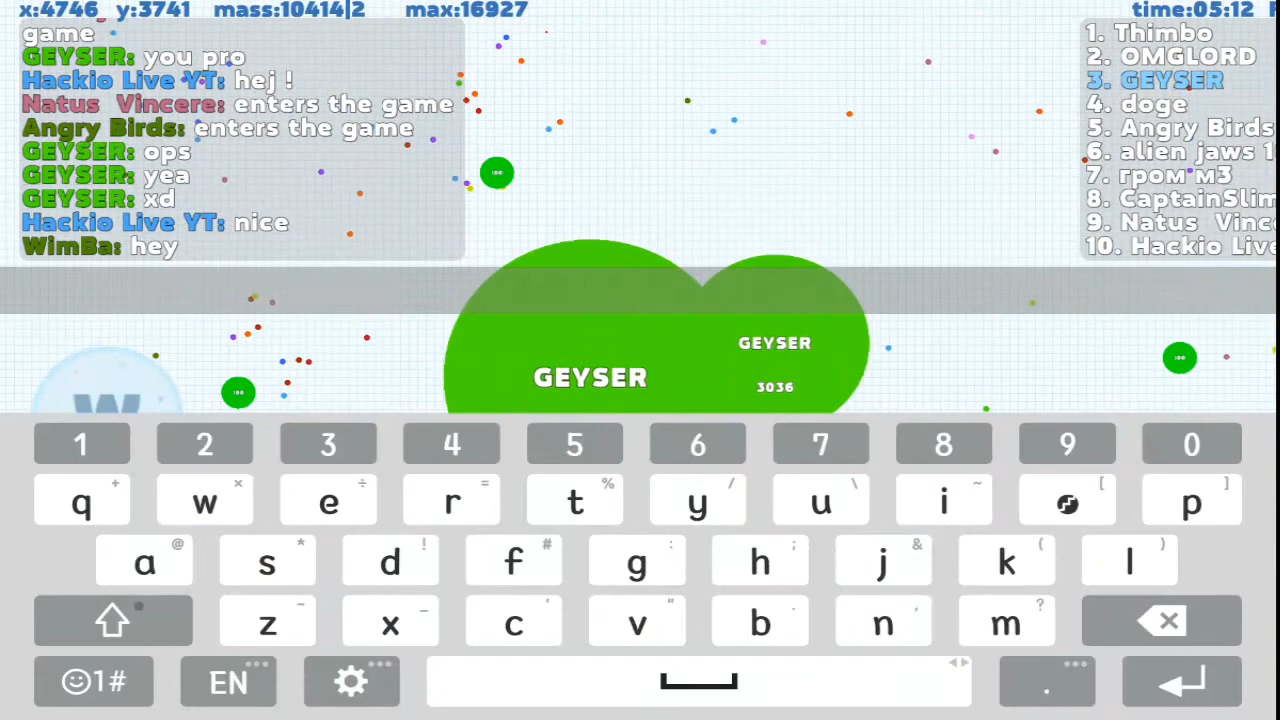 x:4746 y:3741 mass:10414|2 max:16927 time:05:12
game
GEYSER: you pro
Hackio Live YT: hej !
Natus Vincere: enters the game
Angry Birds: enters the game
GEYSER: ops
GEYSER: yea
GEYSER: xd
Hackio Live YT: nice
WimBa: hey
1. Thimbo
2. OMGLORD
3. GEYSER
4. doge
5. Angry Birds
6. alien jaws 1
7. гром м3
8. CaptainSlim
9. Natus Vinc
10. Hackio Live
GEYSER
GEYSER
3036
W
1 2 3 4 5 6 7 8 9 0
q + w × e ÷ r = t % y / u \ i ~ [ p ]
a @ s * d ! f # g : h ; j & k ( l )
z - x _ c ' v " b . n , m ?
1# EN .